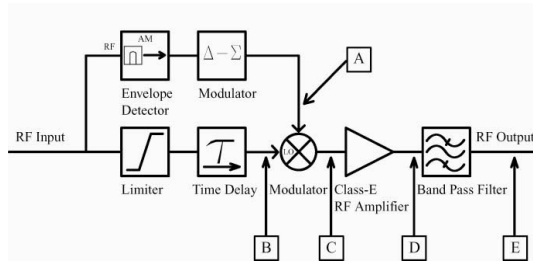 AM
RF
Δ – Σ
A
Envelope
Detector
Modulator
RF Input
RF Output
τ
LO
Limiter
Time Delay
Modulator
Class-E
RF Amplifier
Band Pass Filter
B
C
D
E